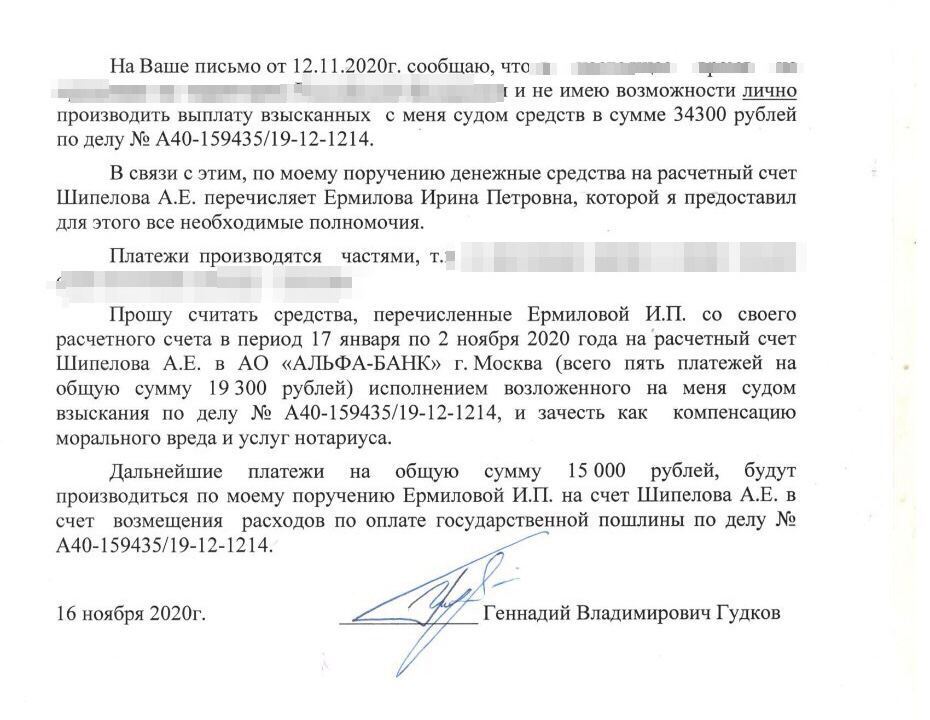 На Ваше письмо от 12.11.2020г. сообщаю, что
и не имею возможности лично
производить выплату взысканных с меня судом средств в сумме 34300 рублей
по делу № А40-159435/19-12-1214.
В связи с этим, по моему поручению денежные средства на расчетный счет
Шипелова А.Е. перечисляет Ермилова Ирина Петровна, которой я предоставил
для этого все необходимые полномочия.
Платежи производятся частями, т.
Прошу считать средства, перечисленные Ермиловой И.П. со своего
расчетного счета в период 17 января по 2 ноября 2020 года на расчетный счет
Шипелова А.Е. в АО «АЛЬФА-БАНК» г. Москва (всего пять платежей на
общую сумму 19 300 рублей) исполнением возложенного на меня судом
взыскания по делу № А40-159435/19-12-1214, и зачесть как компенсацию
морального вреда и услуг нотариуса.
Дальнейшие платежи на общую сумму 15 000 рублей, будут
производиться по моему поручению Ермиловой И.П. на счет Шипелова А.Е. в
счет возмещения расходов по оплате государственной пошлины по делу №
А40-159435/19-12-1214.
16 ноября 2020г. Геннадий Владимирович Гудков